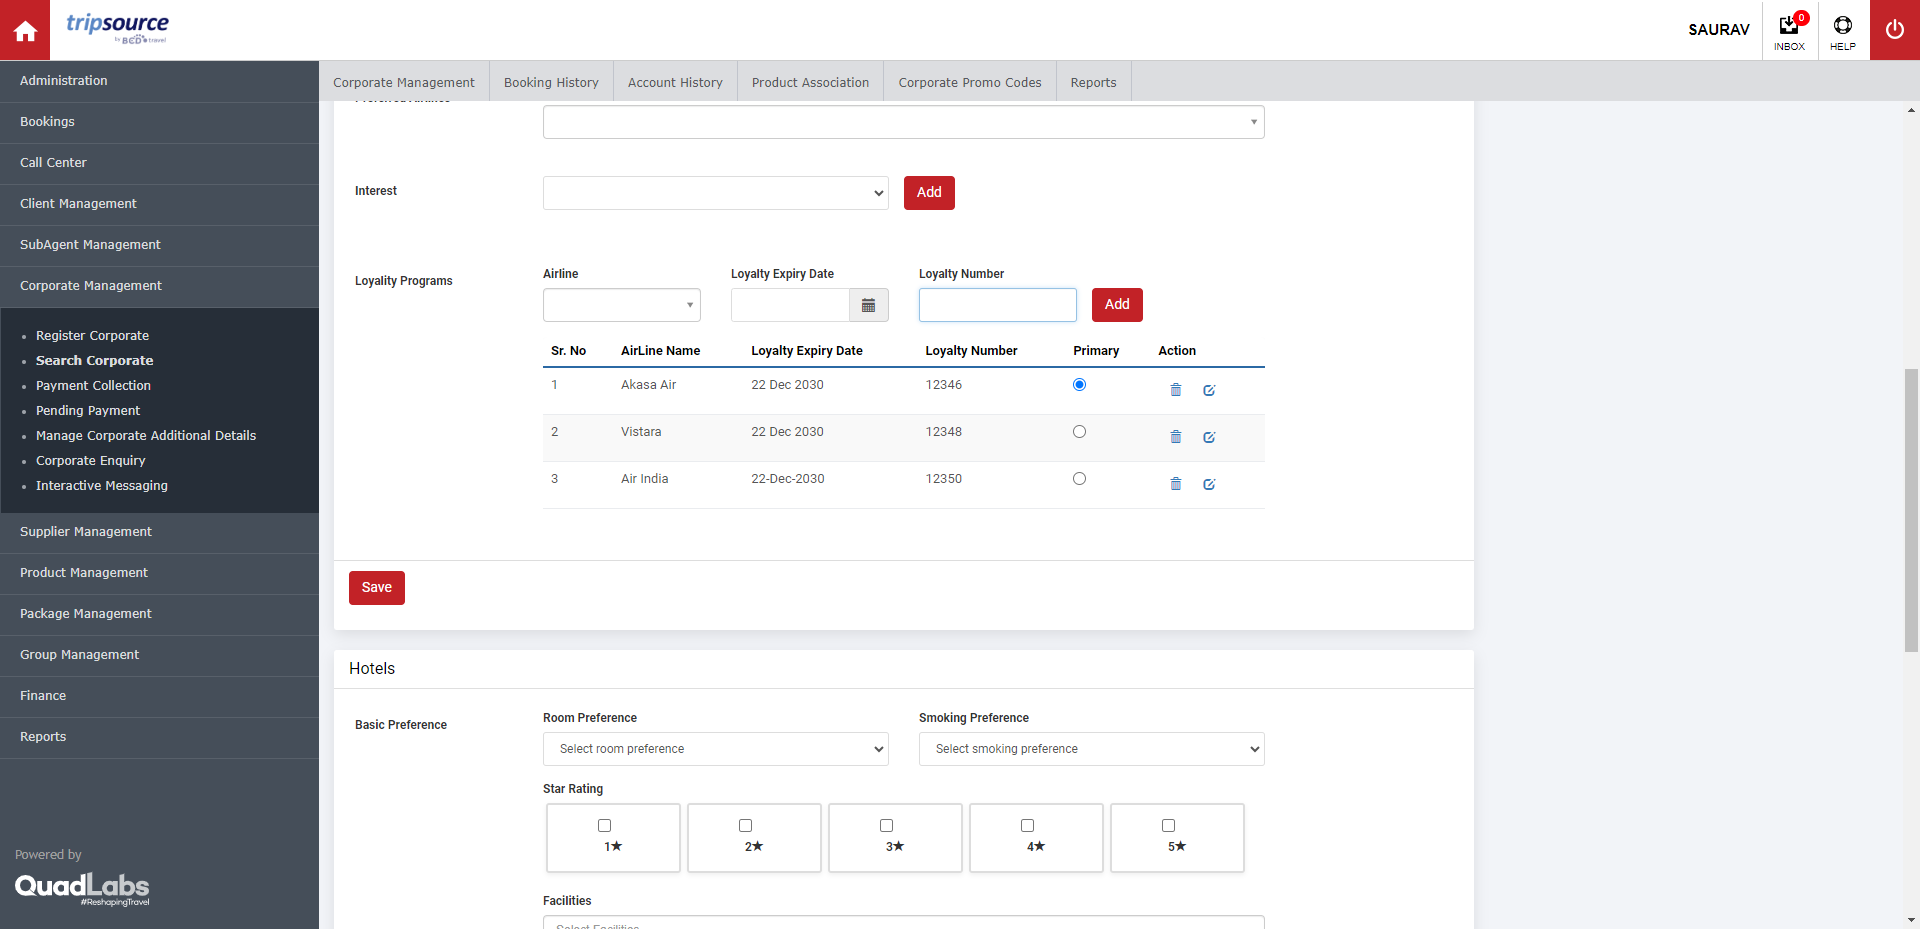 tripsource
by BCD travel
SAURAV
0
INBOX
HELP
Administration
Bookings
Call Center
Client Management
SubAgent Management
Corporate Management
Register Corporate
Search Corporate
Payment Collection
Pending Payment
Manage Corporate Additional Details
Corporate Enquiry
Interactive Messaging
Supplier Management
Product Management
Package Management
Group Management
Finance
Reports
Powered by
QuadLabs
#ReshapingTravel
Corporate Management Booking History Account History Product Association Corporate Promo Codes Reports
Preferred Airlines
Interest Add
Loyality Programs
Airline Loyalty Expiry Date Loyalty Number
Add
Sr. No AirLine Name Loyalty Expiry Date Loyalty Number Primary Action
1 Akasa Air 22 Dec 2030 12346
2 Vistara 22 Dec 2030 12348
3 Air India 22-Dec-2030 12350
Save
Hotels
Basic Preference
Room Preference Smoking Preference
Select room preference Select smoking preference
Star Rating
1★ 2★ 3★ 4★ 5★
Facilities
Select Facilities